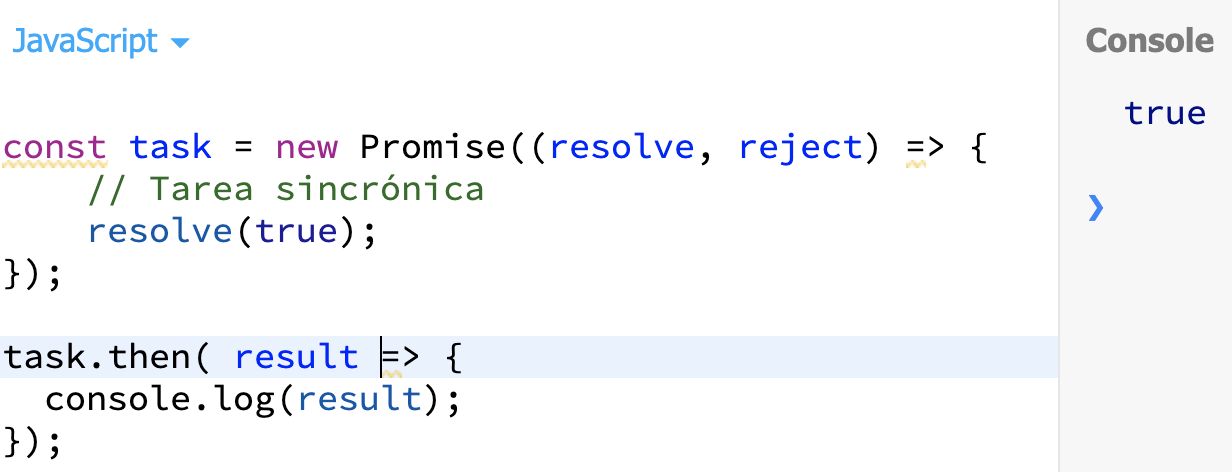 JavaScript
Console
true
const task = new Promise((resolve, reject) => {
    // Tarea sincrónica
    resolve(true);
});
task.then( result => {
  console.log(result);
});